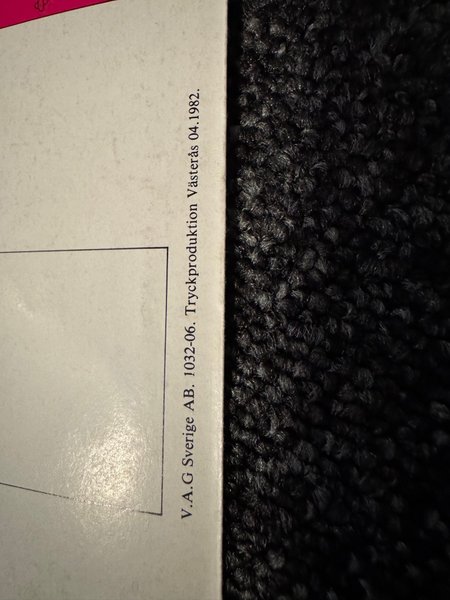 V.A.G Sverige AB. 1032-06. Tryckproduktion Västerås 04.1982.